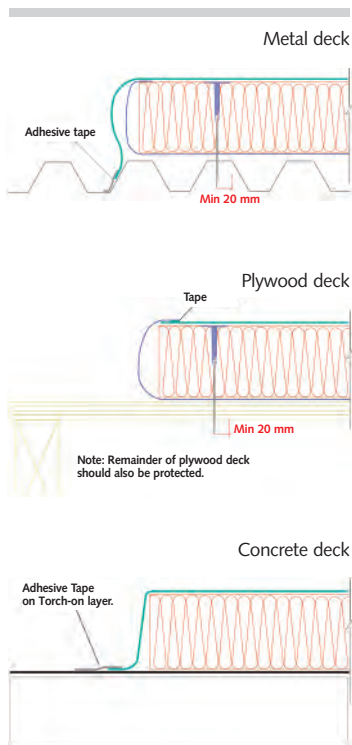 Metal deck
Adhesive tape
Min 20 mm
Plywood deck
Tape
Min 20 mm
Note: Remainder of plywood deck
should also be protected.
Concrete deck
Adhesive Tape
on Torch-on layer.